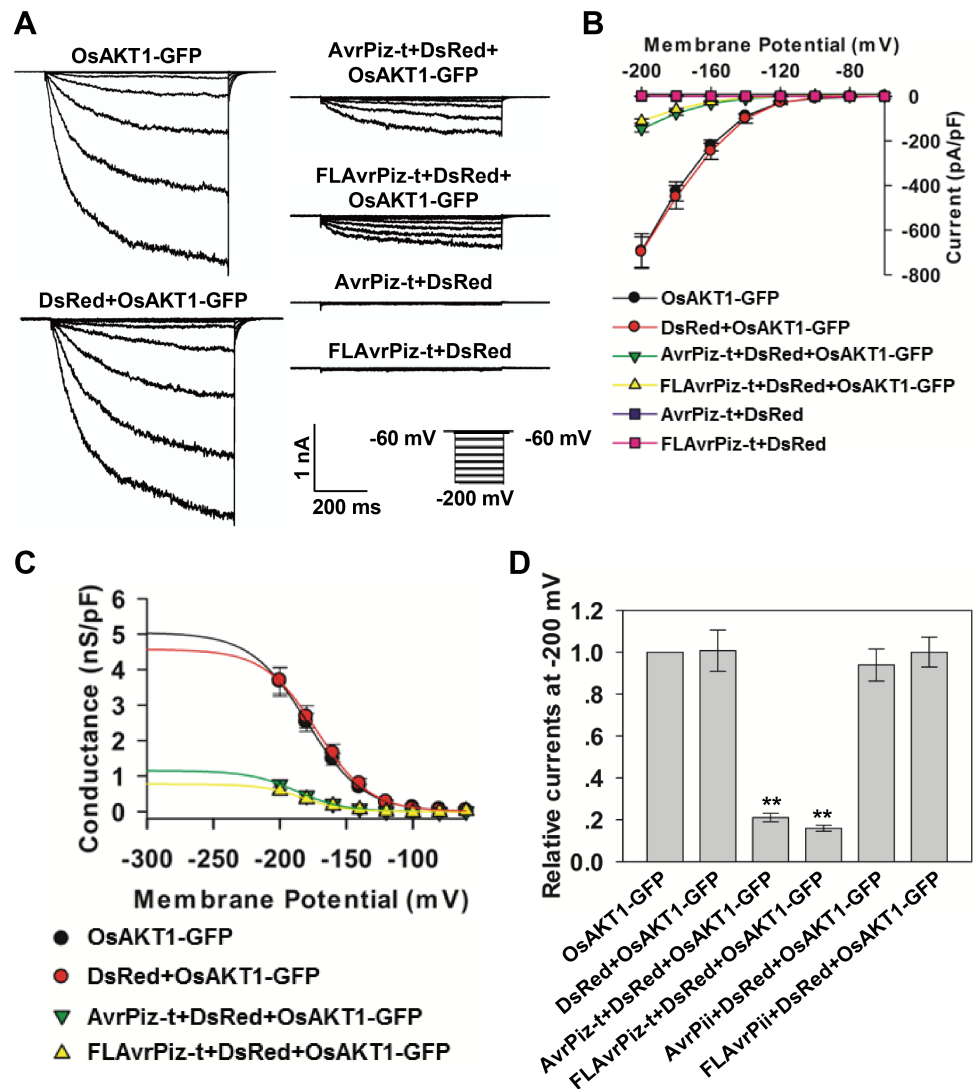 A
OsAKT1-GFP
AvrPiz-t+DsRed+
OsAKT1-GFP
FLAvrPiz-t+DsRed+
OsAKT1-GFP
DsRed+OsAKT1-GFP
AvrPiz-t+DsRed
FLAvrPiz-t+DsRed
1 nA
200 ms
-60 mV
-60 mV
-200 mV
B
Membrane Potential (mV)
-200 -160 -120 -80
0
-200
-400
-600
-800
Current (pA/pF)
OsAKT1-GFP
DsRed+OsAKT1-GFP
AvrPiz-t+DsRed+OsAKT1-GFP
FLAvrPiz-t+DsRed+OsAKT1-GFP
AvrPiz-t+DsRed
FLAvrPiz-t+DsRed
C
Conductance (nS/pF)
6
5
4
3
2
1
0
-300 -250 -200 -150 -100
Membrane Potential (mV)
OsAKT1-GFP
DsRed+OsAKT1-GFP
AvrPiz-t+DsRed+OsAKT1-GFP
FLAvrPiz-t+DsRed+OsAKT1-GFP
D
Relative currents at -200 mV
1.2
1.0
.8
.6
.4
.2
0.0
**
**
OsAKT1-GFP
DsRed+OsAKT1-GFP
AvrPiz-t+DsRed+OsAKT1-GFP
FLAvrPiz-t+DsRed+OsAKT1-GFP
AvrPii+DsRed+OsAKT1-GFP
FLAvrPii+DsRed+OsAKT1-GFP